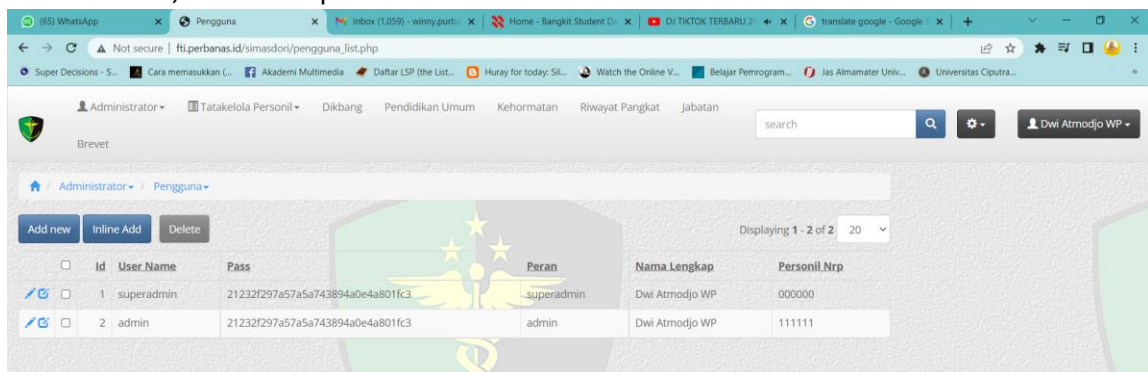 (65) WhatsApp
Pengguna
Inbox (1,059) - winny.purb
Home - Bangkit Student D
DJ TIKTOK TERBARU 20
translate google - Google S
Not secure | fti.perbanas.id/simasdori/pengguna_list.php
Super Decisions - S... Cara memasukkan (... Akademi Multimedia Daftar LSP (the List... Huray for today: Sil... Watch the Online V... Belajar Pemrogram... Jas Almamater Univ... Universitas Ciputra... »
Administrator Tatakelola Personil Dikbang Pendidikan Umum Kehormatan Riwayat Pangkat Jabatan
search
Dwi Atmodjo WP
Brevet
/ Administrator / Pengguna
Add new Inline Add Delete
Displaying 1 - 2 of 2 20
Id User Name Pass Peran Nama Lengkap Personil Nrp
1 superadmin 21232f297a57a5a743894a0e4a801fc3 superadmin Dwi Atmodjo WP 000000
2 admin 21232f297a57a5a743894a0e4a801fc3 admin Dwi Atmodjo WP 111111